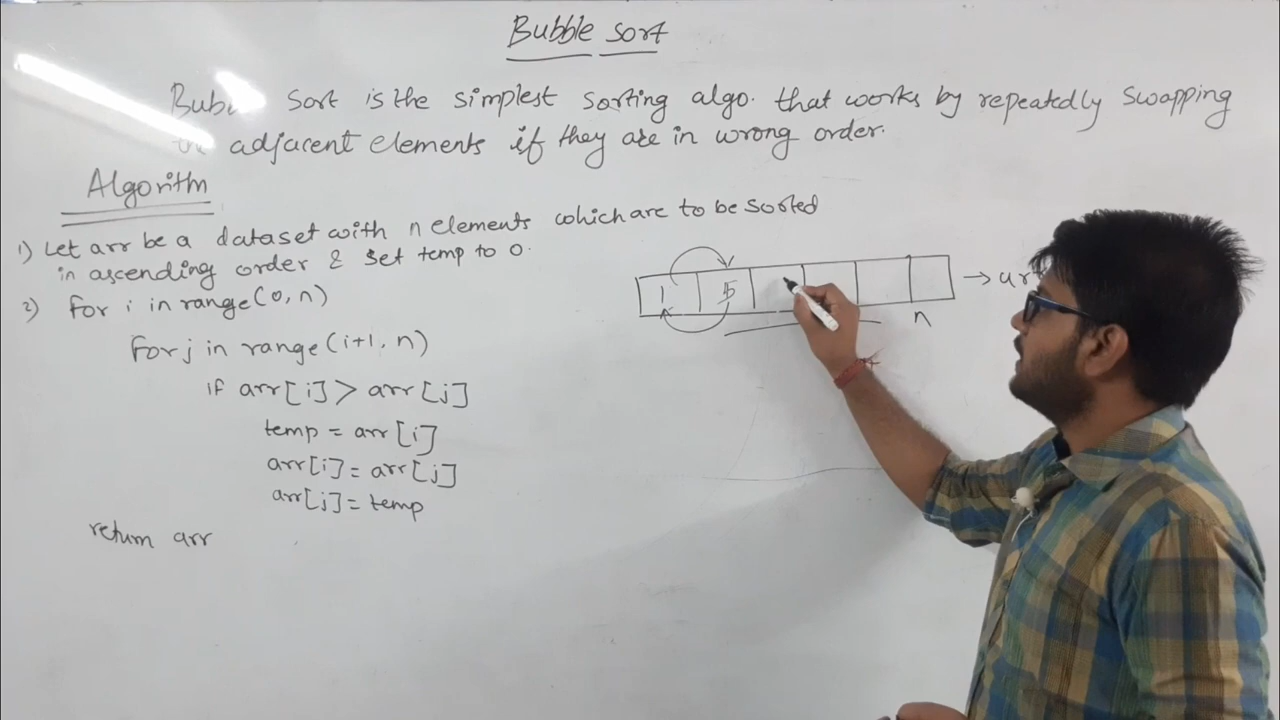 Bubble sort
sort is the simplest sorting algo. that works by repeatedly swapping
adjacent elements if they are in wrong order.
Algorithm
1) Let arr be a dataset with n elements which are to be sorted
in ascending order & set temp to 0.
2) for i in range(0, n)
for j in range(i+1, n)
if arr[i] > arr[j]
temp = arr[i]
arr[i] = arr[j]
arr[j] = temp
return arr
1 5
n